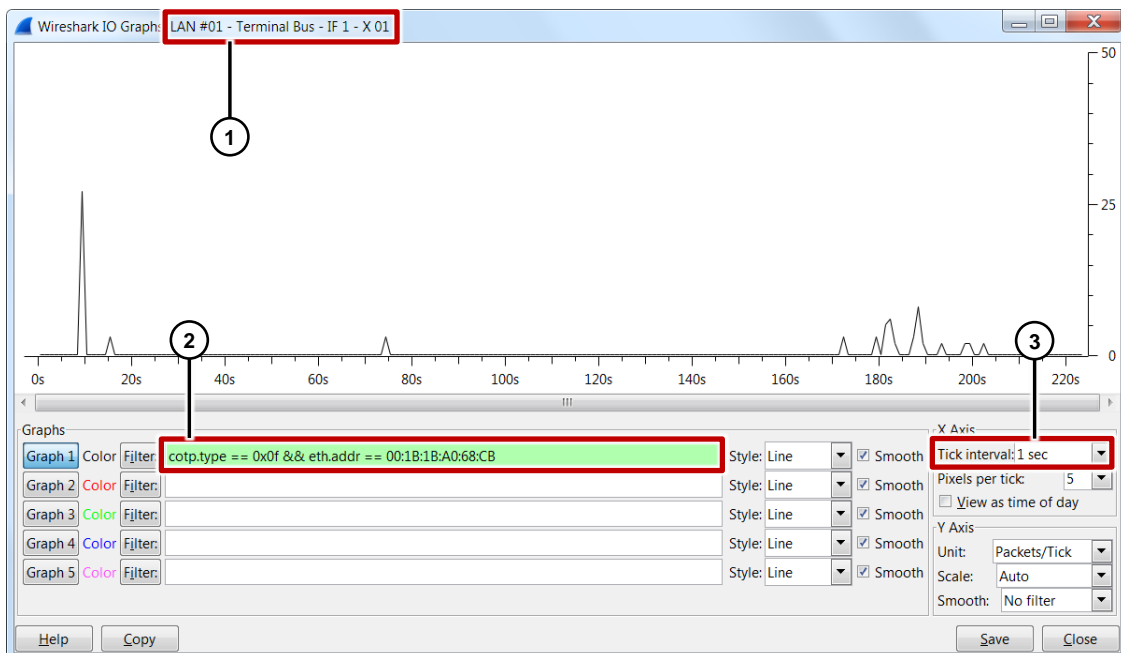 Wireshark IO Graphs: LAN #01 - Terminal Bus - IF 1 - X 01
50
1
25
2
3
0
0s 20s 40s 60s 80s 100s 120s 140s 160s 180s 200s 220s
Graphs
X Axis
Graph 1 Color Filter: cotp.type == 0x0f && eth.addr == 00:1B:1B:A0:68:CB Style: Line Smooth Tick interval: 1 sec
Graph 2 Color Filter: Style: Line Smooth Pixels per tick: 5
View as time of day
Graph 3 Color Filter: Style: Line Smooth
Y Axis
Graph 4 Color Filter: Style: Line Smooth Unit: Packets/Tick
Graph 5 Color Filter: Style: Line Smooth Scale: Auto
Smooth: No filter
Help Copy Save Close